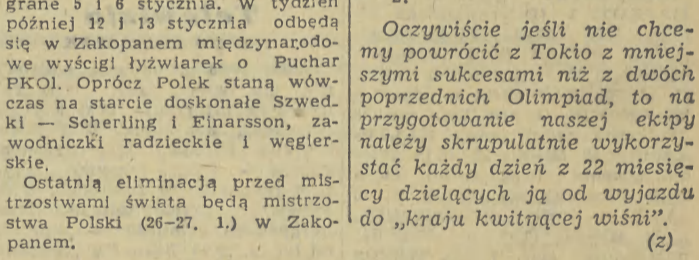 grane 5 i 6 stycznia. W tydzień
później 12 i 13 stycznia odbędą
się w Zakopanem międzynarodo-
we wyścigi łyżwiarek o Puchar
PKOl. Oprócz Polek staną wów-
czas na starcie doskonałe Szwed-
ki — Scherling i Einarsson, za-
wodniczki radzieckie i węgier-
skie.
Ostatnią eliminacją przed mis-
trzostwami świata będą mistrzo-
stwa Polski (26—27. 1.) w Zako-
panem.
Oczywiście jeśli nie chce-
my powrócić z Tokio z mniej-
szymi sukcesami niż z dwóch
poprzednich Olimpiad, to na
przygotowanie naszej ekipy
należy skrupulatnie wykorzy-
stać każdy dzień z 22 miesię-
cy dzielących ją od wyjazdu
do „kraju kwitnącej wiśni”.
(z)